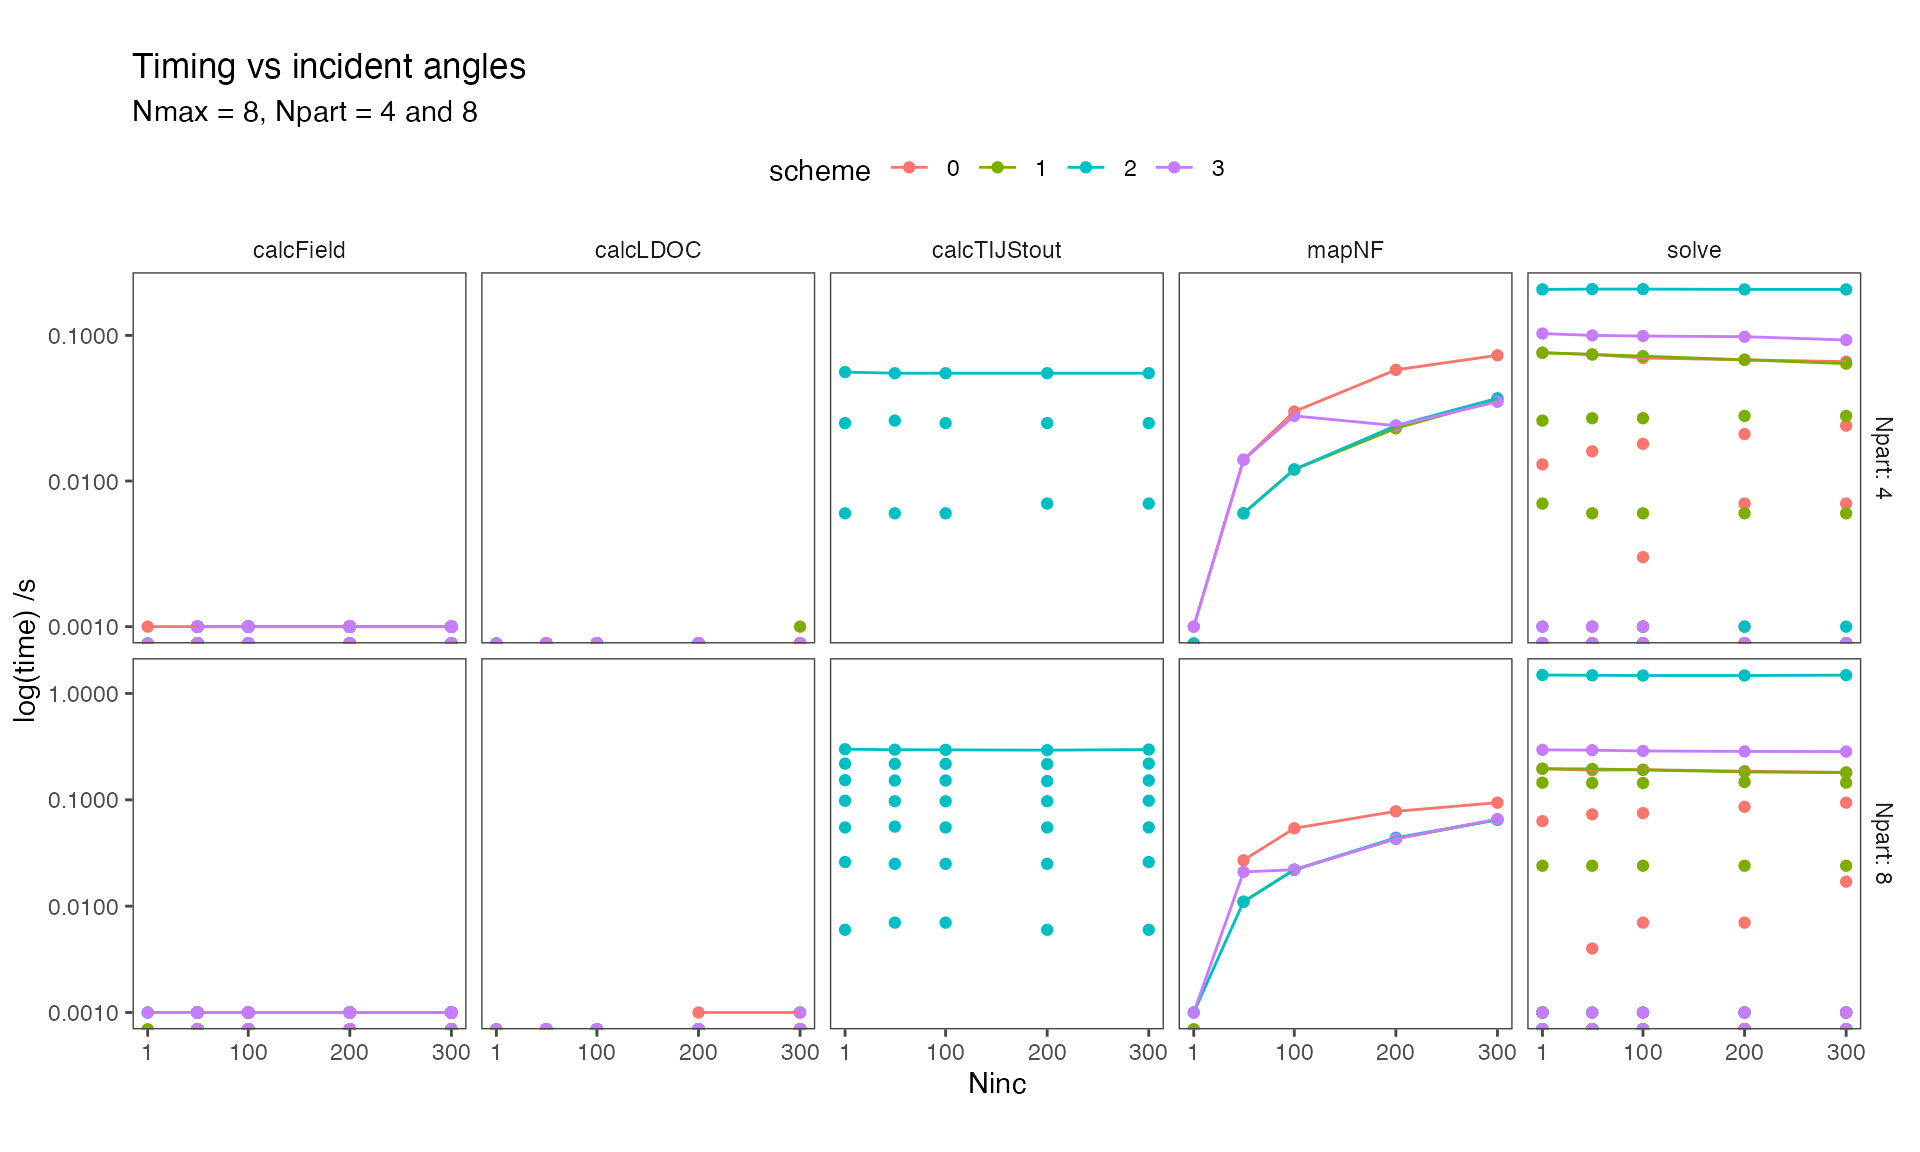 Timing vs incident angles
Nmax = 8, Npart = 4 and 8
scheme 0 1 2 3
calcField calcLDOC calcTIJStout mapNF solve
log(time) /s
0.1000
0.0100
0.0010
Npart: 4
1.0000
0.1000
0.0100
0.0010
Npart: 8
1 100 200 300 1 100 200 300 1 100 200 300 1 100 200 300 1 100 200 300
Ninc